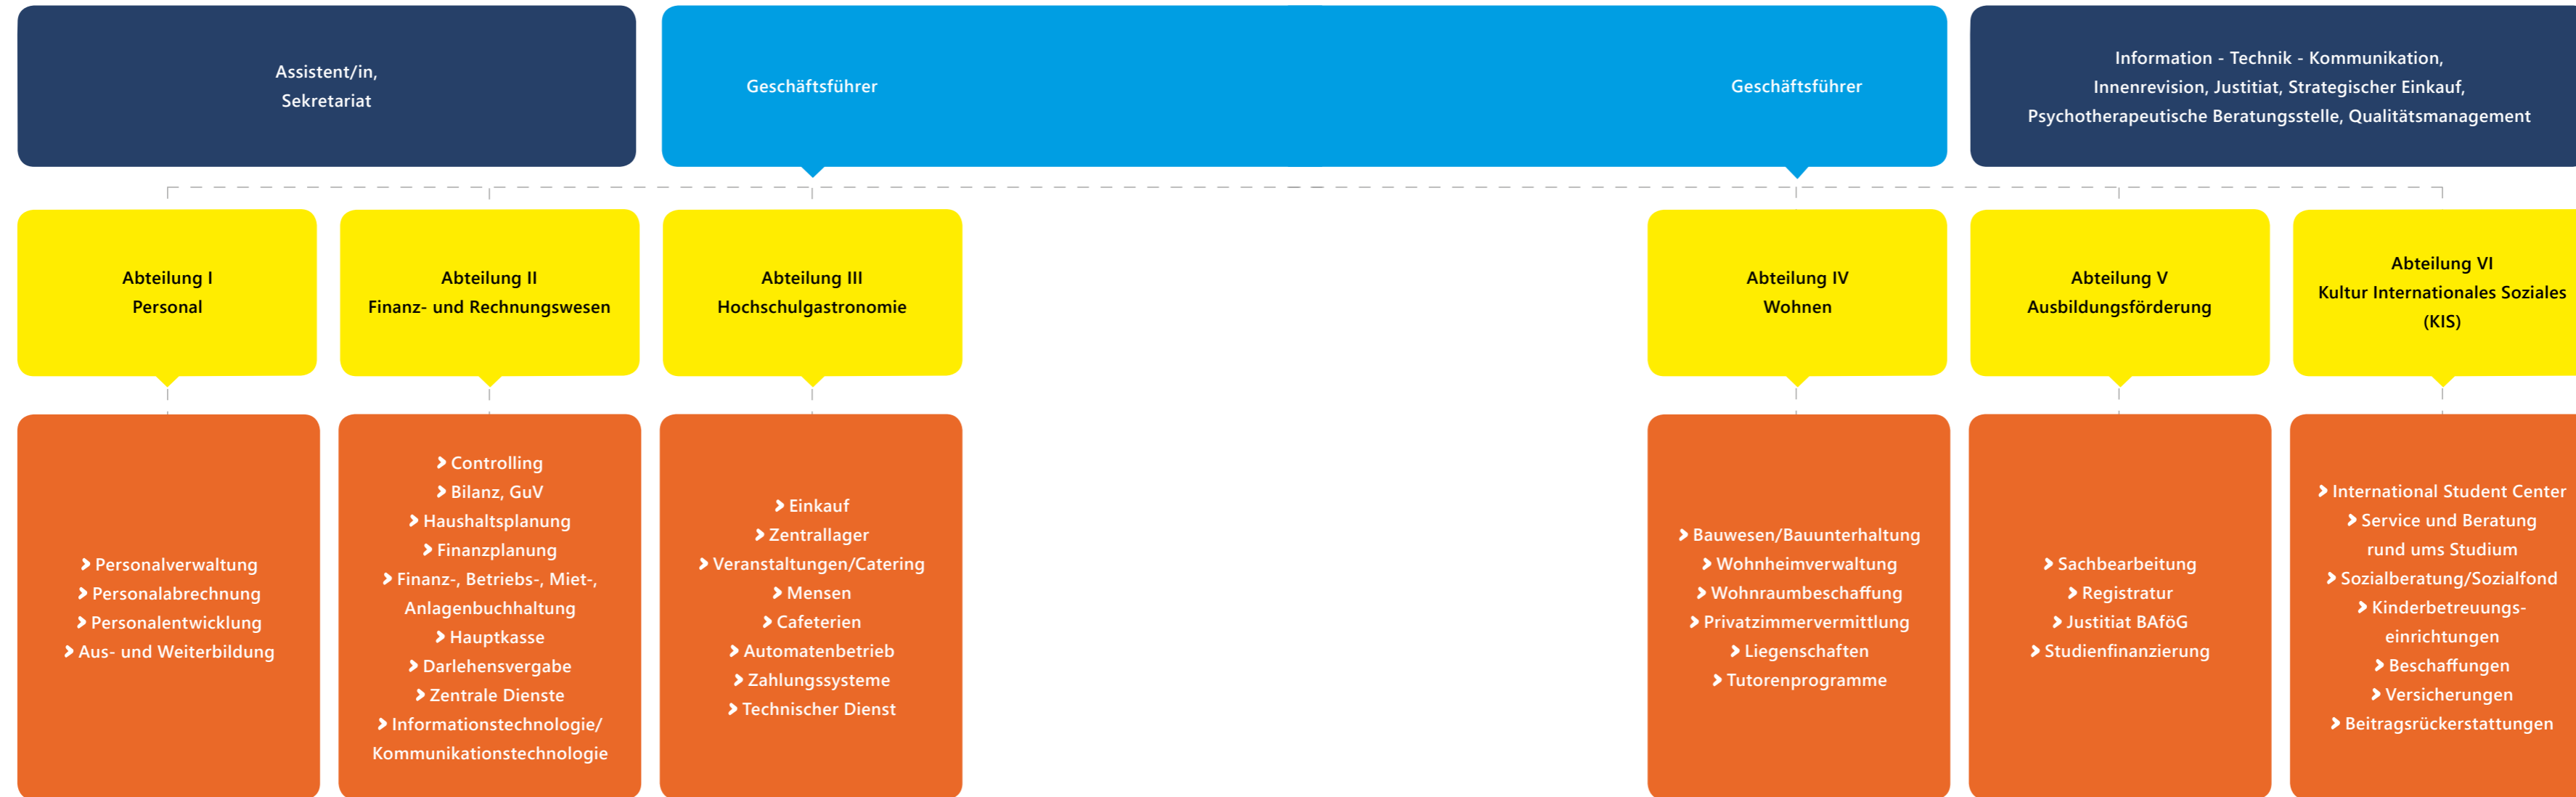 Assistent/in,
Sekretariat
Geschäftsführer
Geschäftsführer
Information - Technik - Kommunikation,
Innenrevision, Justitiat, Strategischer Einkauf,
Psychotherapeutische Beratungsstelle, Qualitätsmanagement
Abteilung I
Personal
Abteilung II
Finanz- und Rechnungswesen
Abteilung III
Hochschulgastronomie
Abteilung IV
Wohnen
Abteilung V
Ausbildungsförderung
Abteilung VI
Kultur Internationales Soziales
(KIS)
Personalverwaltung
Personalabrechnung
Personalentwicklung
Aus- und Weiterbildung
Controlling
Bilanz, GuV
Haushaltsplanung
Finanzplanung
Finanz-, Betriebs-, Miet-,
Anlagenbuchhaltung
Hauptkasse
Darlehensvergabe
Zentrale Dienste
Informationstechnologie/
Kommunikationstechnologie
Einkauf
Zentrallager
Veranstaltungen/Catering
Mensen
Cafeterien
Automatenbetrieb
Zahlungssysteme
Technischer Dienst
Bauwesen/Bauunterhaltung
Wohnheimverwaltung
Wohnraumbeschaffung
Privatzimmervermittlung
Liegenschaften
Tutorenprogramme
Sachbearbeitung
Registratur
Justitiat BAföG
Studienfinanzierung
International Student Center
Service und Beratung
rund ums Studium
Sozialberatung/Sozialfond
Kinderbetreuungs-
einrichtungen
Beschaffungen
Versicherungen
Beitragsrückerstattungen